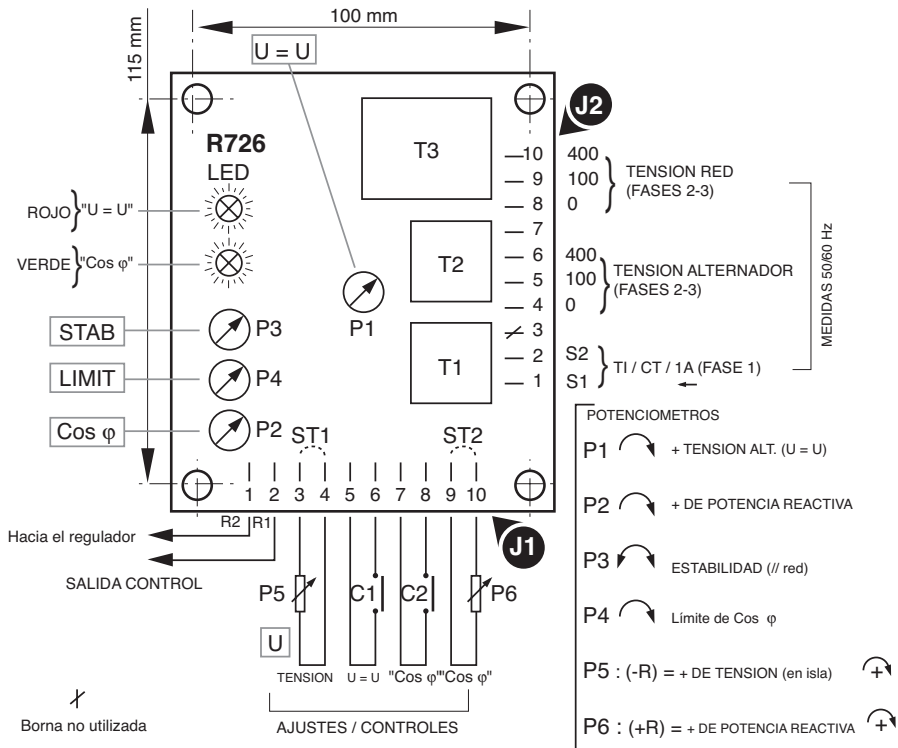 100 mm
115 mm
U = U
J2
R726
LED
T3
10 400
9 100
8 0
TENSION RED
(FASES 2-3)
7
ROJO "U = U"
VERDE "Cos φ"
T2
6 400
5 100
4 0
TENSION ALTERNADOR
(FASES 2-3)
MEDIDAS 50/60 Hz
P1
3
STAB P3
T1
2 S2
1 S1
TI / CT / 1A (FASE 1)
LIMIT P4
Cos φ P2
ST1
ST2
1 2 3 4 5 6 7 8 9 10
R2 R1
J1
Hacia el regulador
SALIDA CONTROL
P5
C1
C2
P6
U
TENSION U = U "Cos φ" "Cos φ"
AJUSTES / CONTROLES
Borna no utilizada
POTENCIOMETROS
P1 + TENSION ALT. (U = U)
P2 + DE POTENCIA REACTIVA
P3 ESTABILIDAD (// red)
P4 Límite de Cos φ
P5 : (-R) = + DE TENSION (en isla) +
P6 : (+R) = + DE POTENCIA REACTIVA +